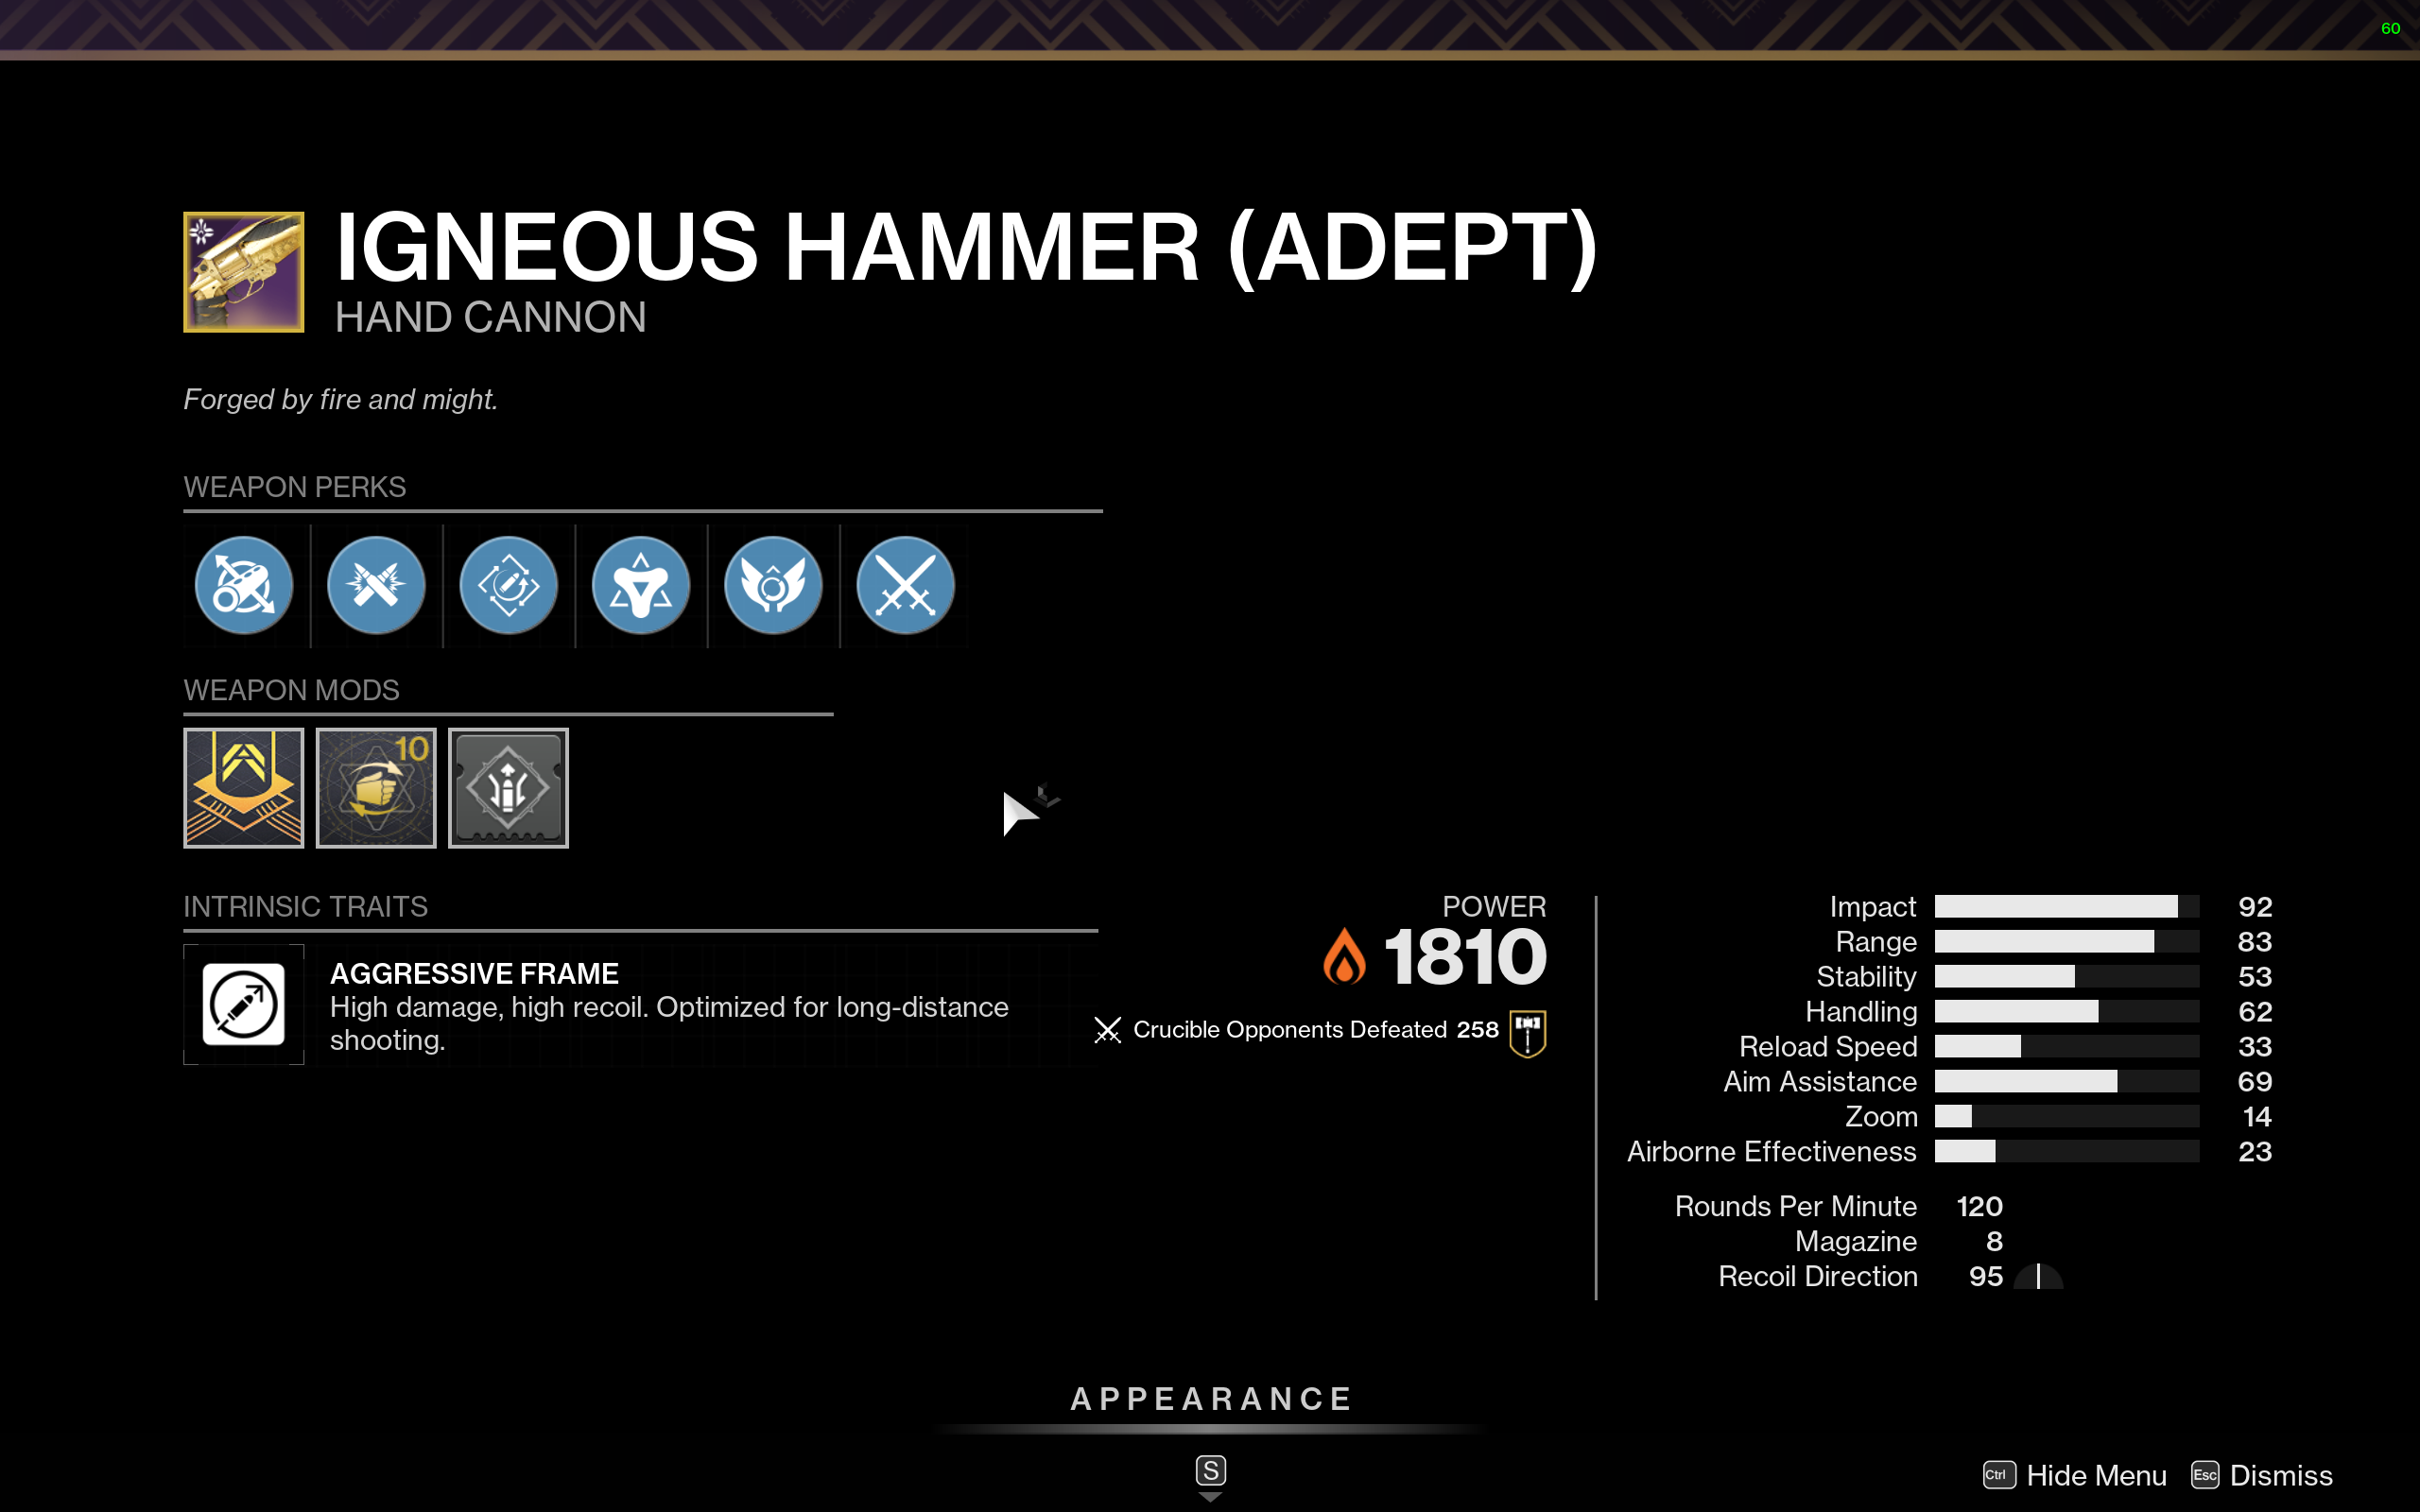 60
IGNEOUS HAMMER (ADEPT)
HAND CANNON
Forged by fire and might.
WEAPON PERKS
WEAPON MODS
10
INTRINSIC TRAITS
AGGRESSIVE FRAME
High damage, high recoil. Optimized for long-distance
shooting.
POWER
1810
Crucible Opponents Defeated 258
Impact 92
Range 83
Stability 53
Handling 62
Reload Speed 33
Aim Assistance 69
Zoom 14
Airborne Effectiveness 23
Rounds Per Minute 120
Magazine 8
Recoil Direction 95
APPEARANCE
S
Ctrl Hide Menu Esc Dismiss